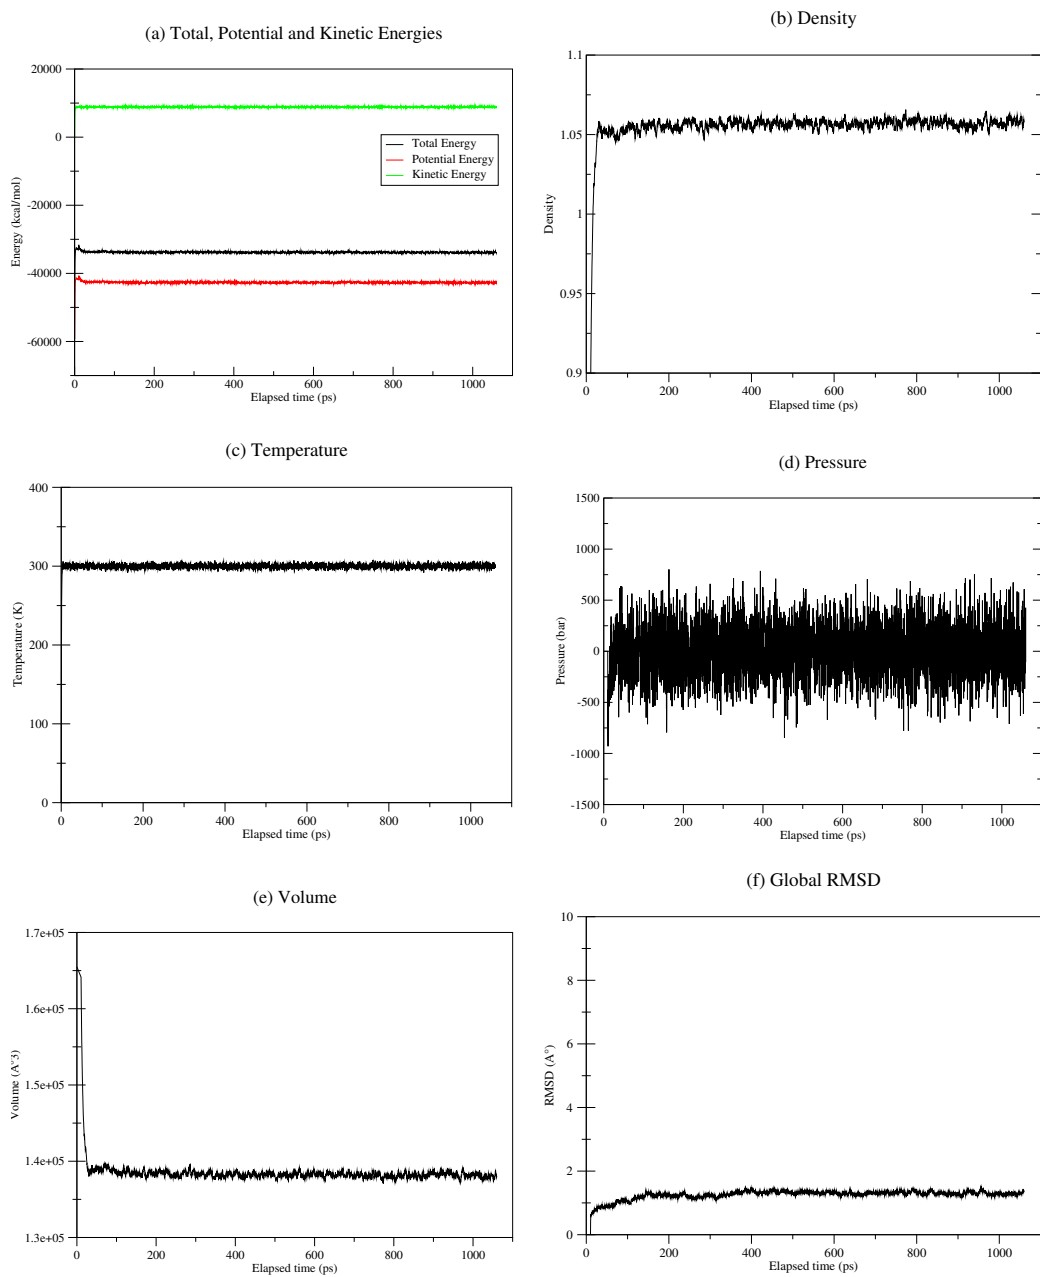 (a) Total, Potential and Kinetic Energies
20000
0
-20000
-40000
-60000
Energy (kcal/mol)
Total Energy
Potential Energy
Kinetic Energy
0 200 400 600 800 1000
Elapsed time (ps)
(b) Density
1.1
1.05
1
0.95
0.9
Density
0 200 400 600 800 1000
Elapsed time (ps)
(c) Temperature
400
300
200
100
0
Temperature (K)
0 200 400 600 800 1000
Elapsed time (ps)
(d) Pressure
1500
1000
500
0
-500
-1000
-1500
Pressure (bar)
0 200 400 600 800 1000
Elapsed time (ps)
(e) Volume
1.7e+05
1.6e+05
1.5e+05
1.4e+05
1.3e+05
Volume (A^3)
0 200 400 600 800 1000
Elapsed time (ps)
(f) Global RMSD
10
8
6
4
2
0
RMSD (A°)
0 200 400 600 800 1000
Elapsed time (ps)